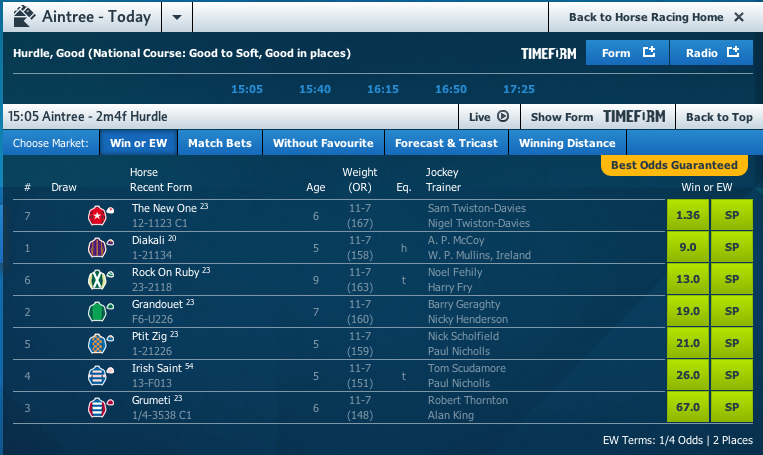 Aintree - Today
Back to Horse Racing Home ✕
Hurdle, Good (National Course: Good to Soft, Good in places)
TIMEFORM Form Radio
15:05 15:40 16:15 16:50 17:25
15:05 Aintree - 2m4f Hurdle
Live Show Form TIMEFORM Back to Top
Choose Market: Win or EW Match Bets Without Favourite Forecast & Tricast Winning Distance
Best Odds Guaranteed
Horse Weight Jockey
# Draw Recent Form Age (OR) Eq. Trainer Win or EW
7 The New One 23 6 11-7 Sam Twiston-Davies 1.36 SP
12-1123 C1 (167) Nigel Twiston-Davies
1 Diakali 20 5 11-7 h A. P. McCoy 9.0 SP
1-21134 (158) W. P. Mullins, Ireland
6 Rock On Ruby 23 9 11-7 t Noel Fehily 13.0 SP
23-2118 (163) Harry Fry
2 Grandouet 23 7 11-7 Barry Geraghty 19.0 SP
F6-U226 (160) Nicky Henderson
5 Ptit Zig 23 5 11-7 Nick Scholfield 21.0 SP
1-21226 (159) Paul Nicholls
4 Irish Saint 54 5 11-7 t Tom Scudamore 26.0 SP
13-F013 (151) Paul Nicholls
3 Grumeti 23 6 11-7 Robert Thornton 67.0 SP
1/4-3538 C1 (148) Alan King
EW Terms: 1/4 Odds | 2 Places